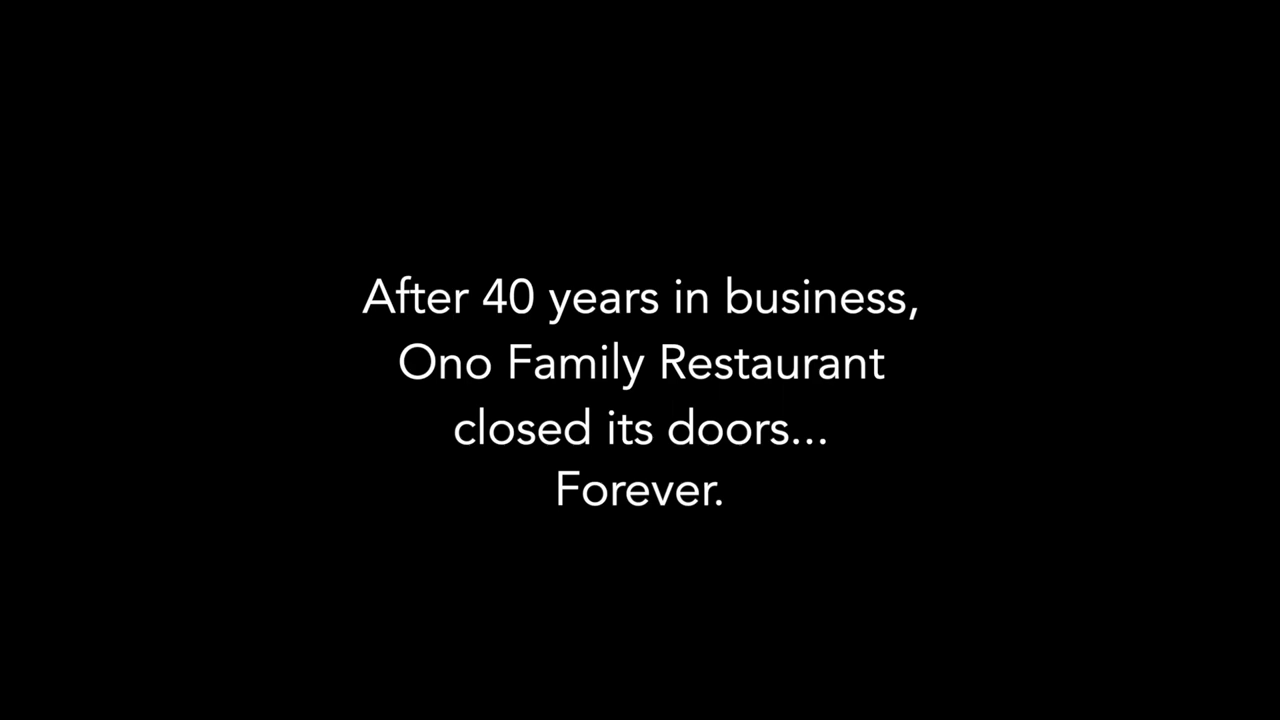 After 40 years in business,
Ono Family Restaurant
closed its doors...
Forever.